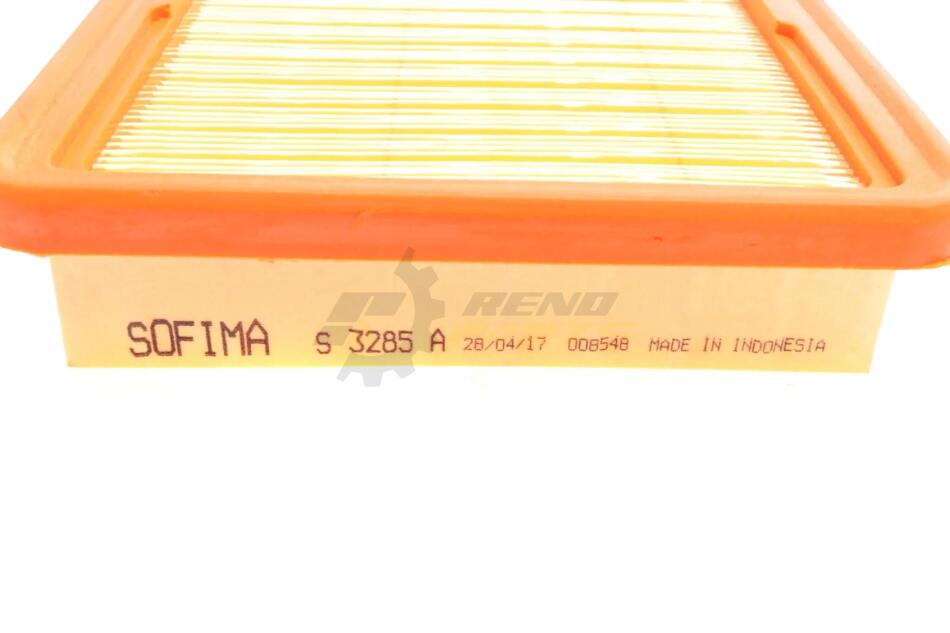 RENO
SOFIMA S 3285 A 28/04/17 008548 MADE IN INDONESIA